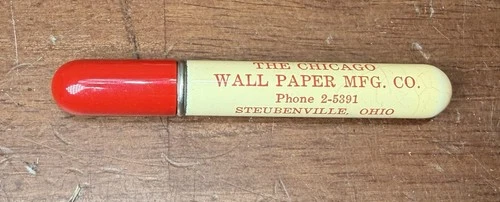 THE CHICAGO
WALL PAPER MFG. CO.
Phone 2-5391
STEUBENVILLE, OHIO